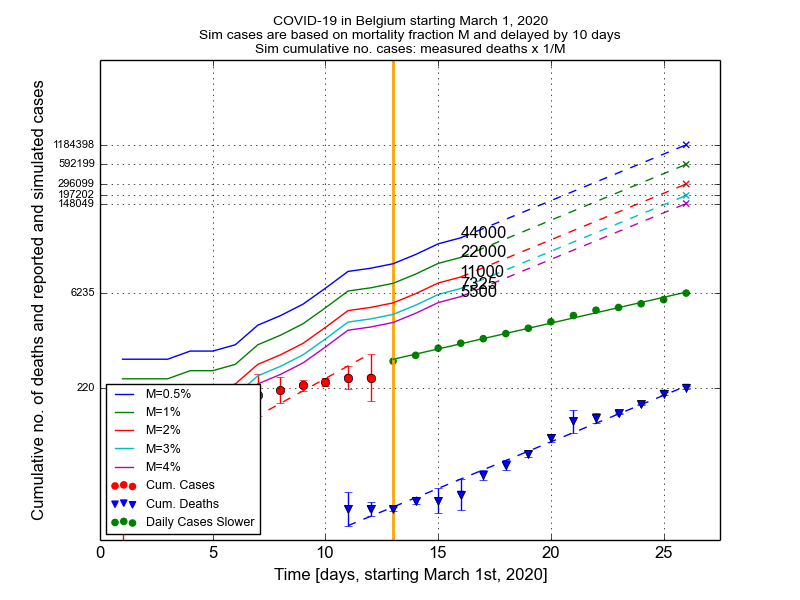 COVID-19 in Belgium starting March 1, 2020
Sim cases are based on mortality fraction M and delayed by 10 days
Sim cumulative no. cases: measured deaths x 1/M
Cumulative no. of deaths and reported and simulated cases
1184398
592199
296099
197202
148049
6235
220
44000
22000
11000
7325
5500
M=0.5%
M=1%
M=2%
M=3%
M=4%
Cum. Cases
Cum. Deaths
Daily Cases Slower
0 5 10 15 20 25
Time [days, starting March 1st, 2020]